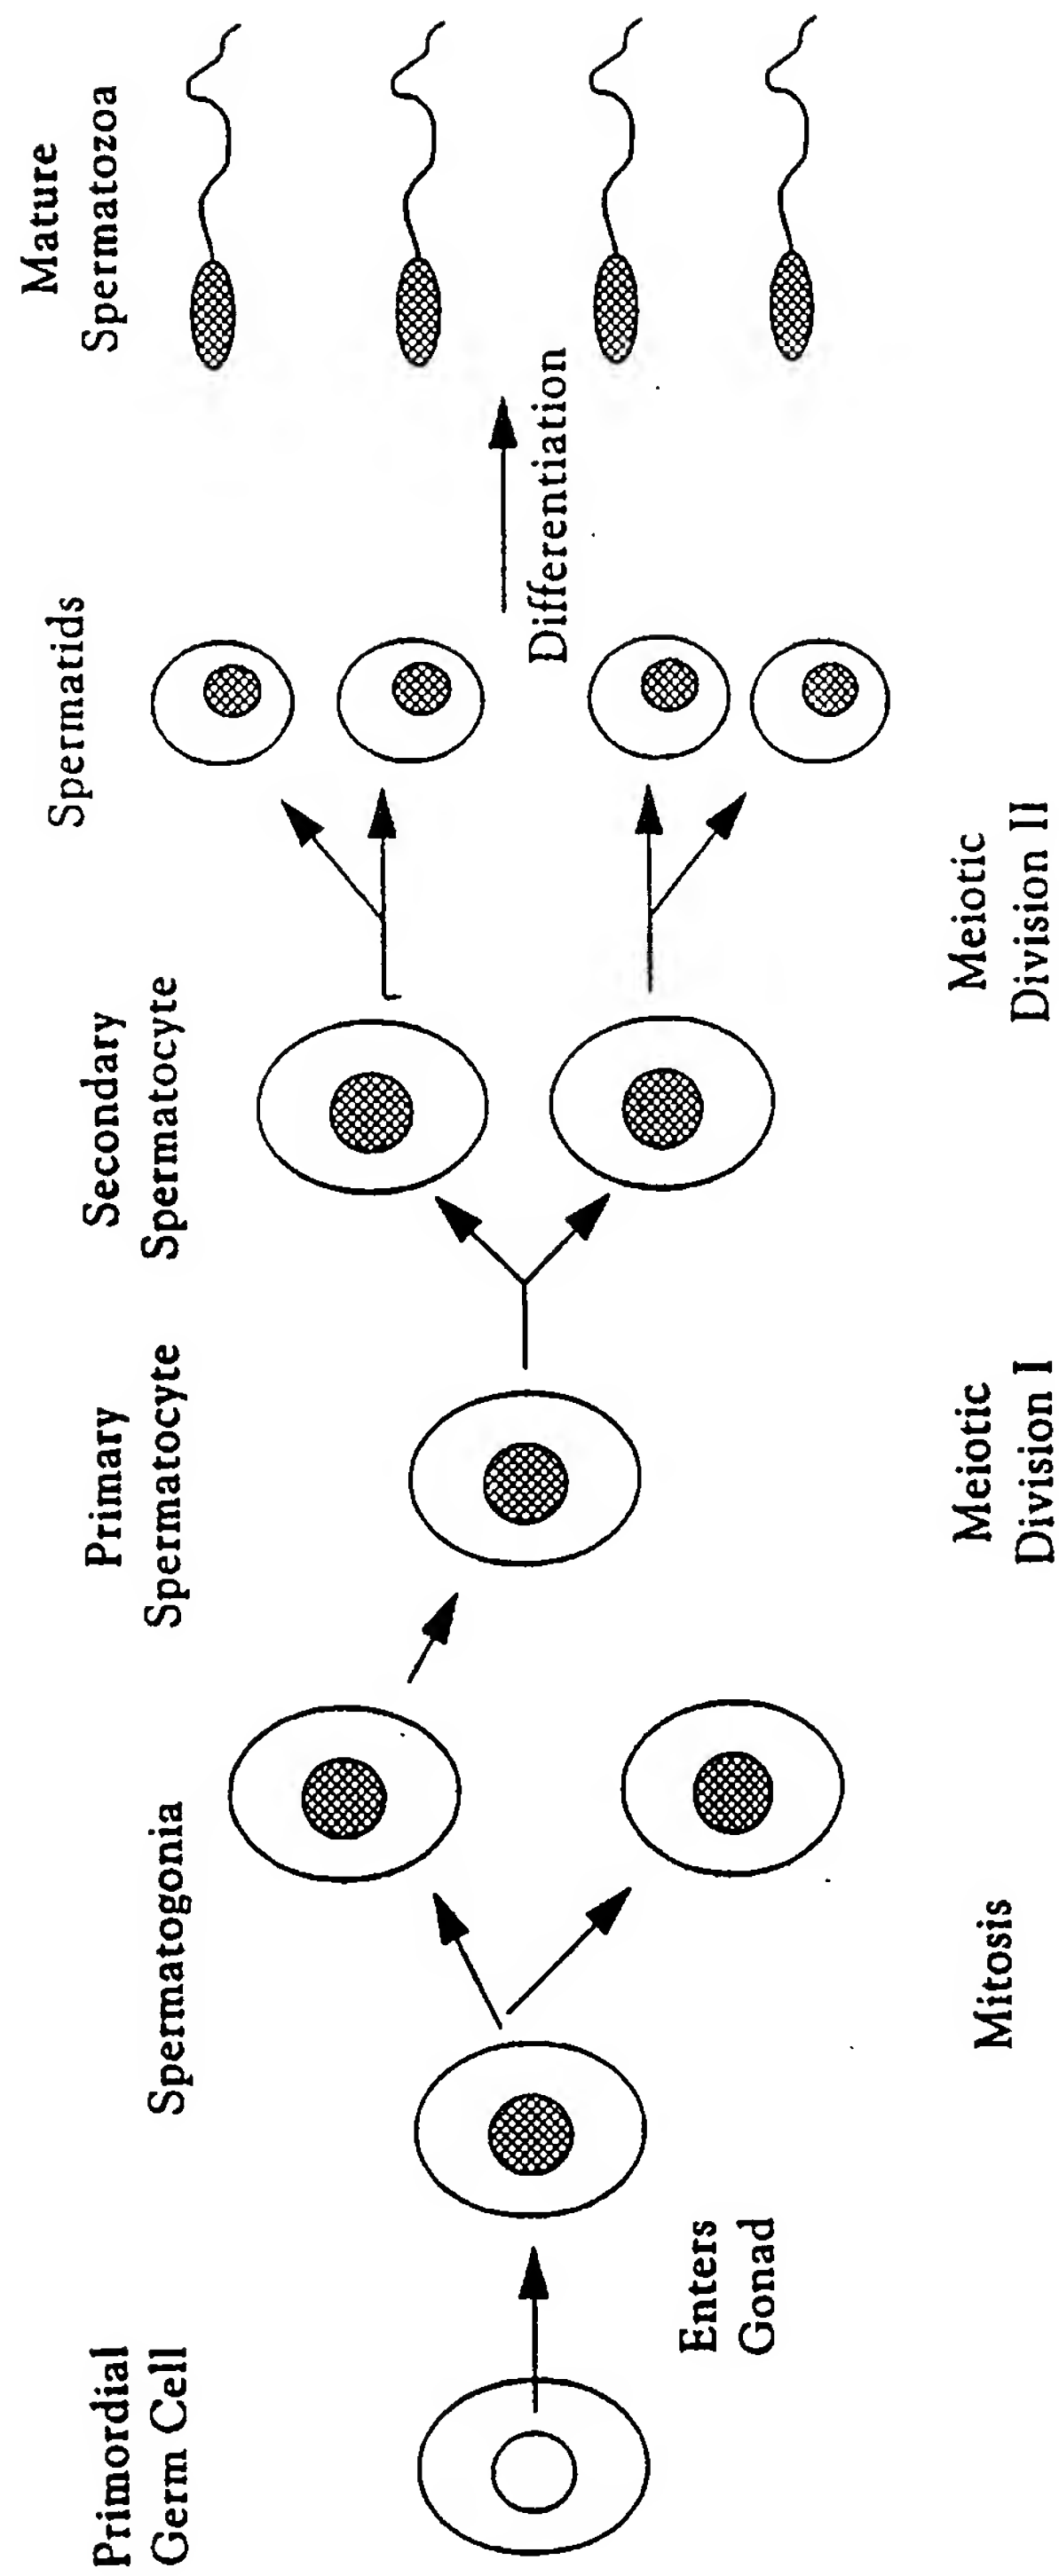 Primordial
Germ Cell
Enters
Gonad
Spermatogonia
Mitosis
Primary
Spermatocyte
Meiotic
Division I
Secondary
Spermatocyte
Meiotic
Division II
Spermatids
Differentiation
Mature
Spermatozoa